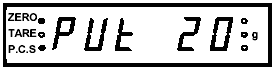 ZERO
TARE
P.C.S
PUt 20 g